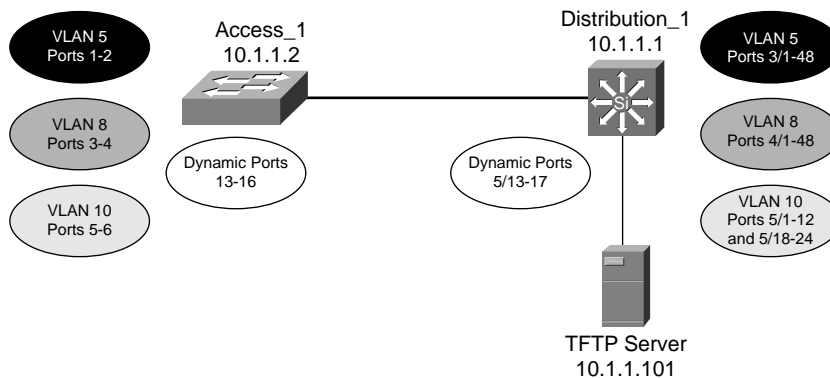 VLAN 5
Ports 1-2
Access_1
10.1.1.2
Distribution_1
10.1.1.1
VLAN 5
Ports 3/1-48
Si
VLAN 8
Ports 3-4
VLAN 8
Ports 4/1-48
Dynamic Ports
13-16
Dynamic Ports
5/13-17
VLAN 10
Ports 5-6
VLAN 10
Ports 5/1-12
and 5/18-24
TFTP Server
10.1.1.101